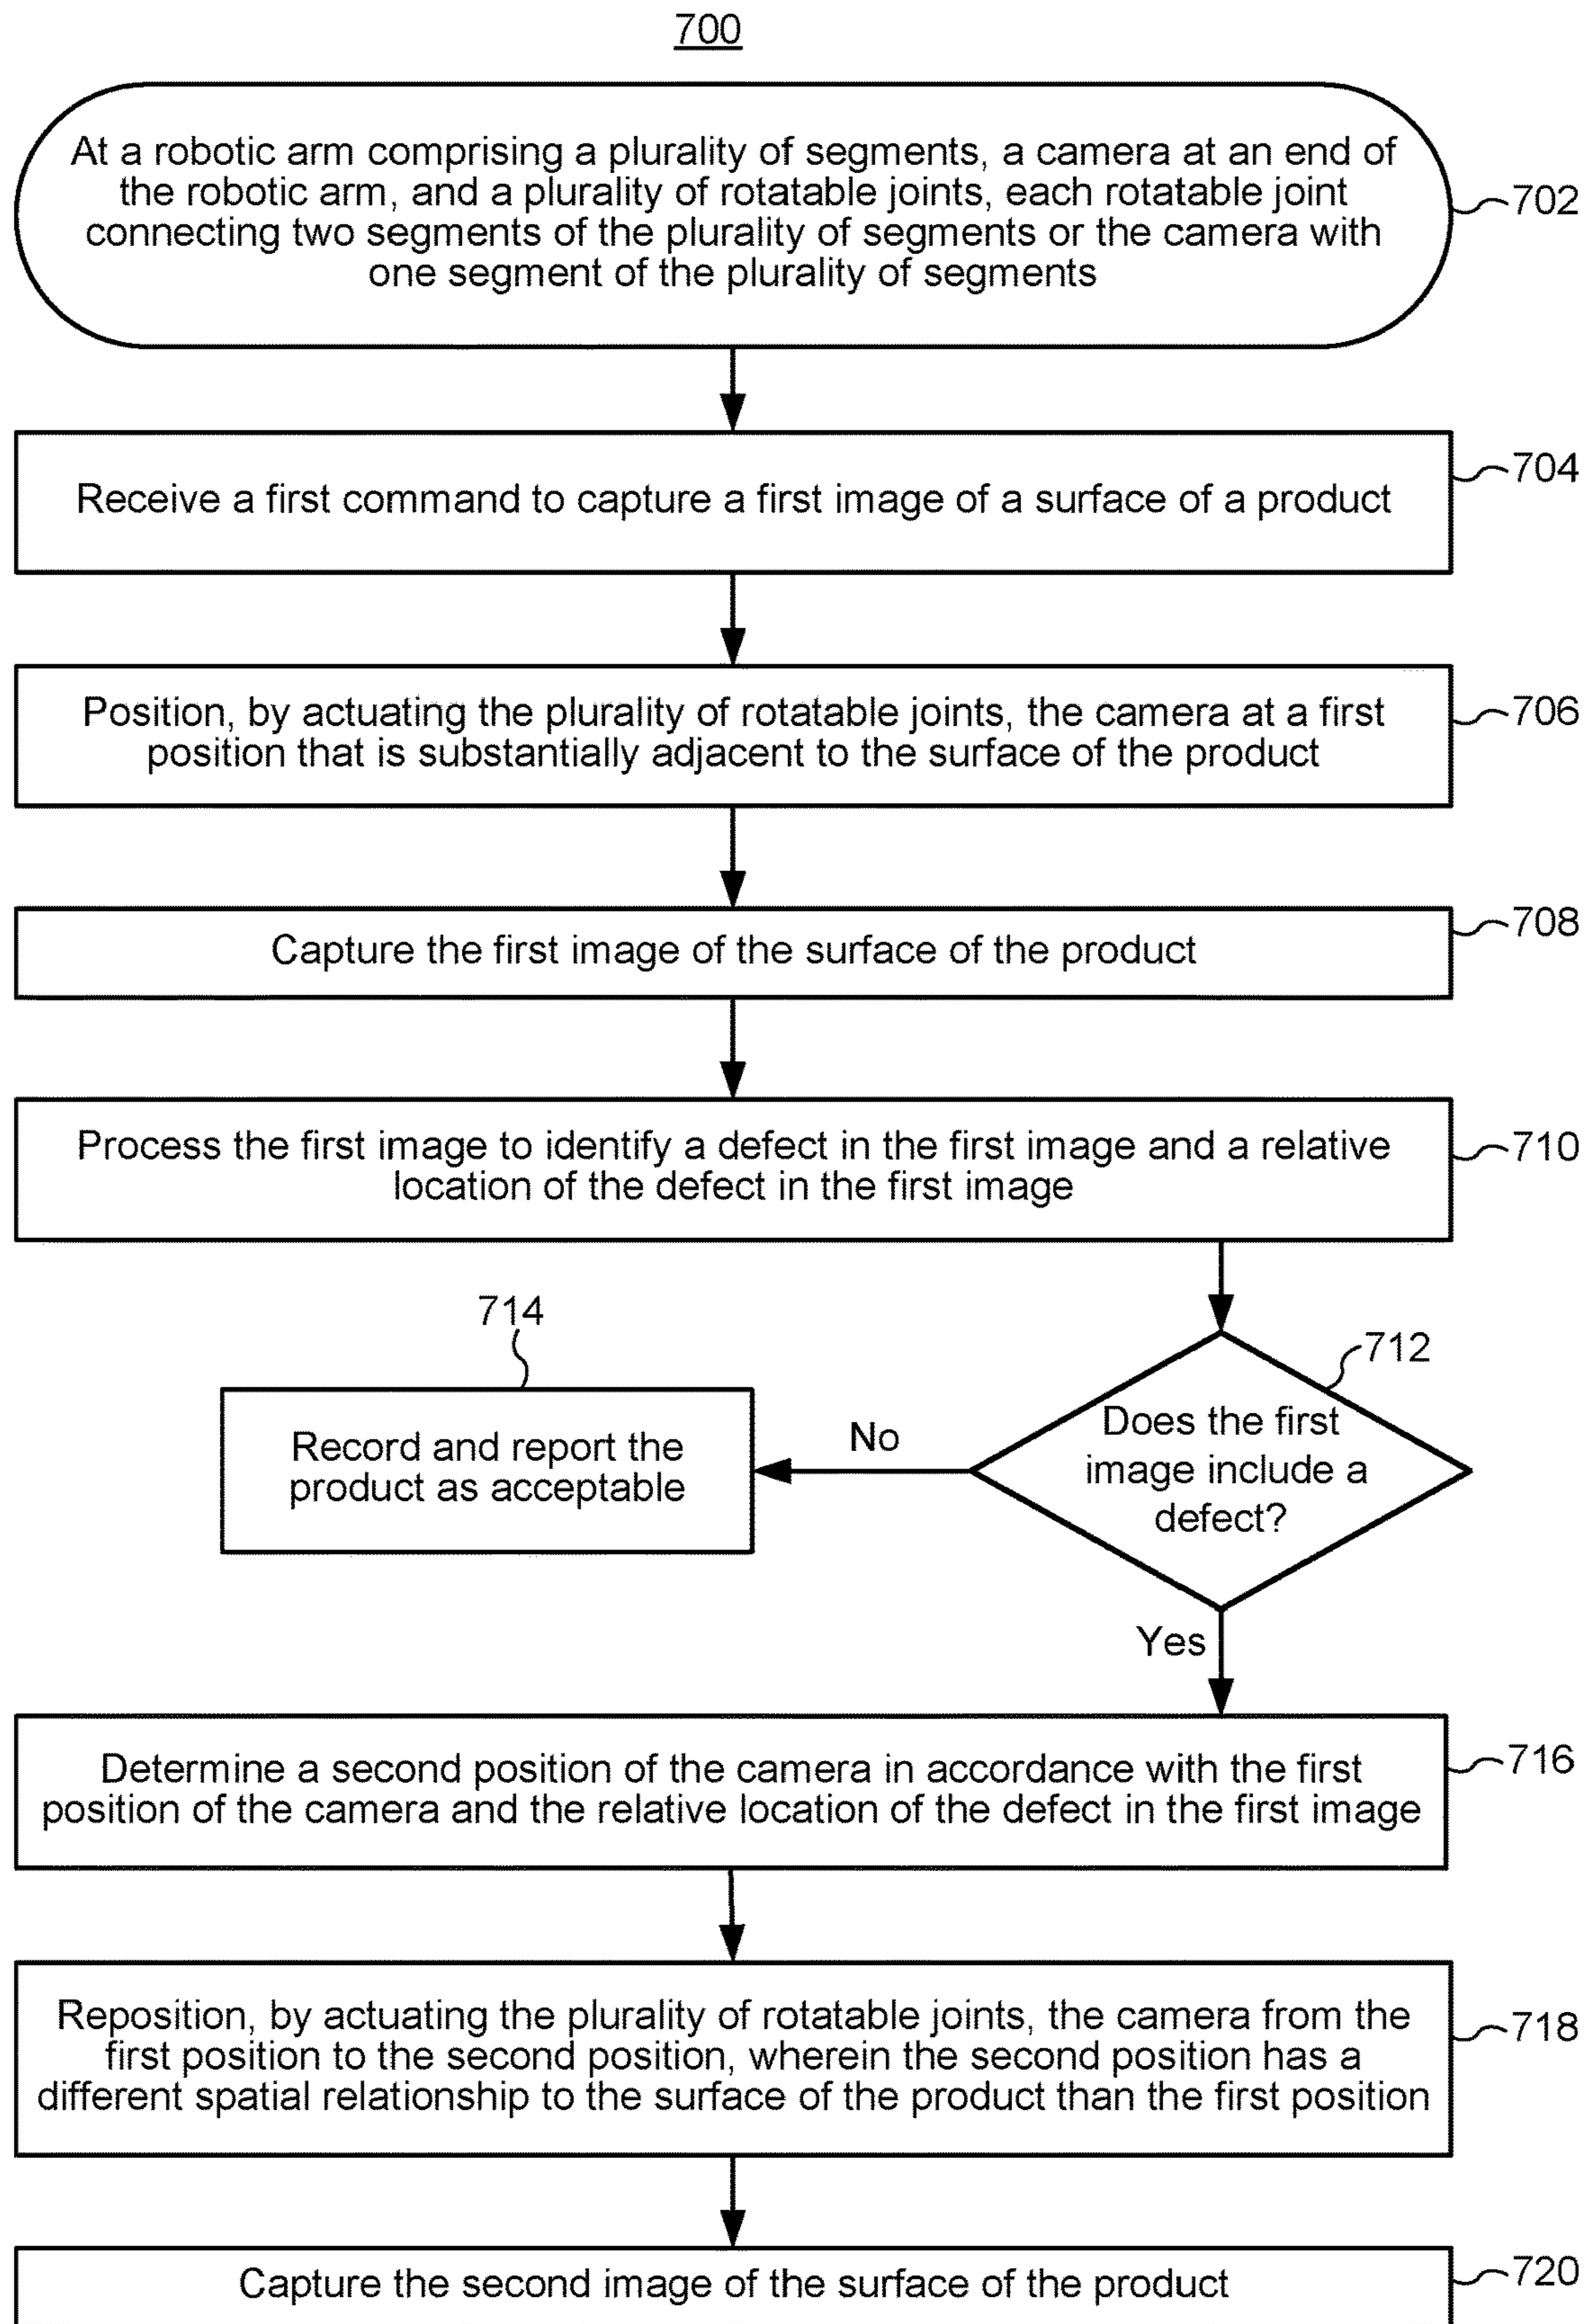 700
At a robotic arm comprising a plurality of segments, a camera at an end of
the robotic arm, and a plurality of rotatable joints, each rotatable joint
connecting two segments of the plurality of segments or the camera with
one segment of the plurality of segments
702
Receive a first command to capture a first image of a surface of a product
704
Position, by actuating the plurality of rotatable joints, the camera at a first
position that is substantially adjacent to the surface of the product
706
Capture the first image of the surface of the product
708
Process the first image to identify a defect in the first image and a relative
location of the defect in the first image
710
712
Does the first
image include a
defect?
No
714
Record and report the
product as acceptable
Yes
Determine a second position of the camera in accordance with the first
position of the camera and the relative location of the defect in the first image
716
Reposition, by actuating the plurality of rotatable joints, the camera from the
first position to the second position, wherein the second position has a
different spatial relationship to the surface of the product than the first position
718
Capture the second image of the surface of the product
720